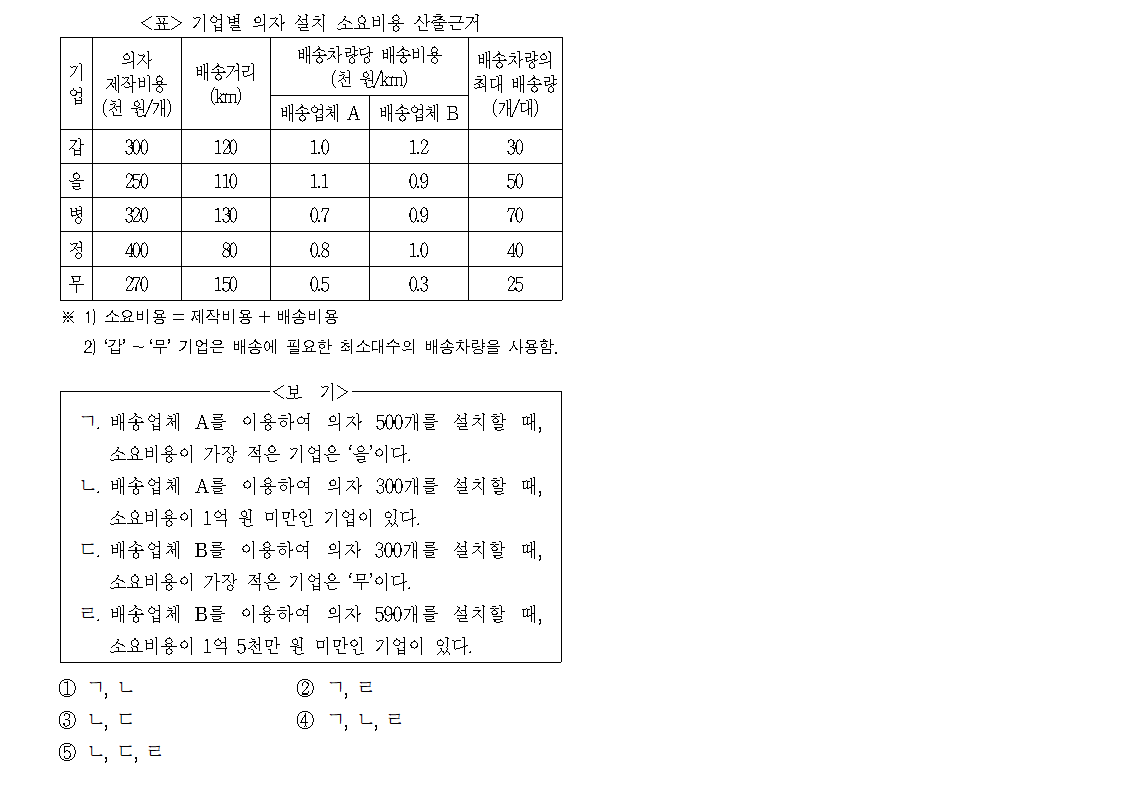 <표> 기업별 의자 설치 소요비용 산출근거
기업 의자 제작비용 (천 원/개) 배송거리 (km) 배송차량당 배송비용 (천 원/km) 배송차량의 최대 배송량 (개/대)
배송업체 A 배송업체 B
갑 300 120 1.0 1.2 30
을 250 110 1.1 0.9 50
병 320 130 0.7 0.9 70
정 400 80 0.8 1.0 40
무 270 150 0.5 0.3 25
※ 1) 소요비용 = 제작비용 + 배송비용
2) ‘갑’ ~ ‘무’ 기업은 배송에 필요한 최소대수의 배송차량을 사용함.
<보 기>
ㄱ. 배송업체 A를 이용하여 의자 500개를 설치할 때,
소요비용이 가장 적은 기업은 ‘을’이다.
ㄴ. 배송업체 A를 이용하여 의자 300개를 설치할 때,
소요비용이 1억 원 미만인 기업이 있다.
ㄷ. 배송업체 B를 이용하여 의자 300개를 설치할 때,
소요비용이 가장 적은 기업은 ‘무’이다.
ㄹ. 배송업체 B를 이용하여 의자 590개를 설치할 때,
소요비용이 1억 5천만 원 미만인 기업이 있다.
① ㄱ, ㄴ ② ㄱ, ㄹ
③ ㄴ, ㄷ ④ ㄱ, ㄴ, ㄹ
⑤ ㄴ, ㄷ, ㄹ